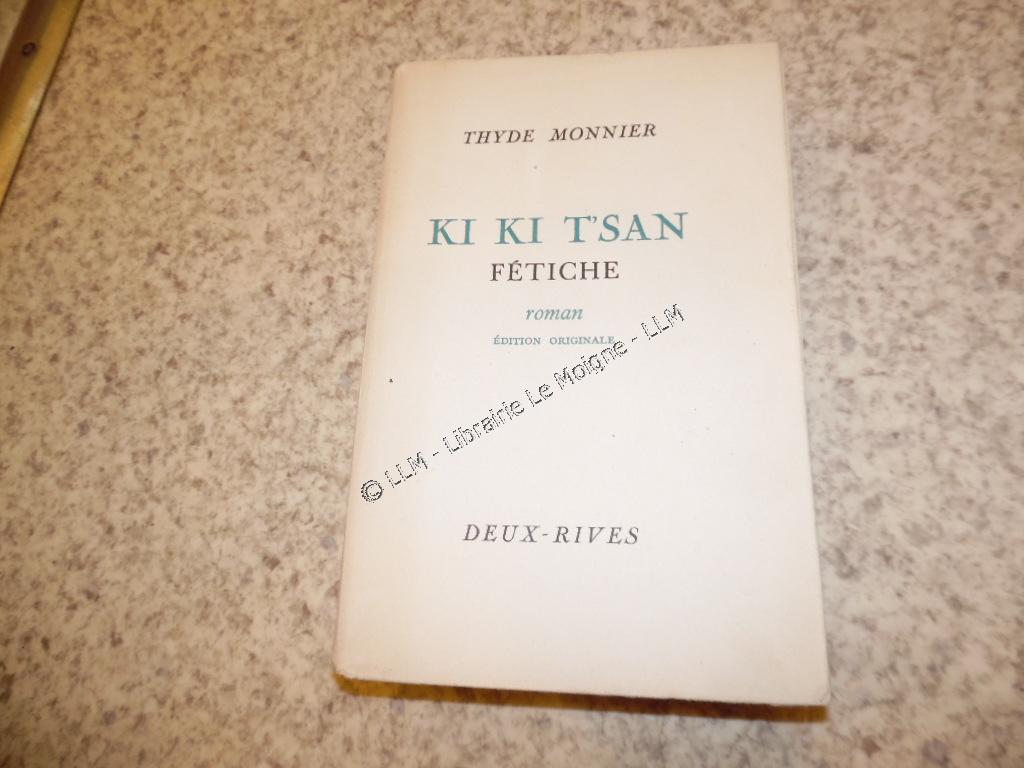 THYDE MONNIER
KI KI T'SAN
FÉTICHE
roman
ÉDITION ORIGINALE
© LLM - Librairie Le Moigne - LLM
DEUX-RIVES